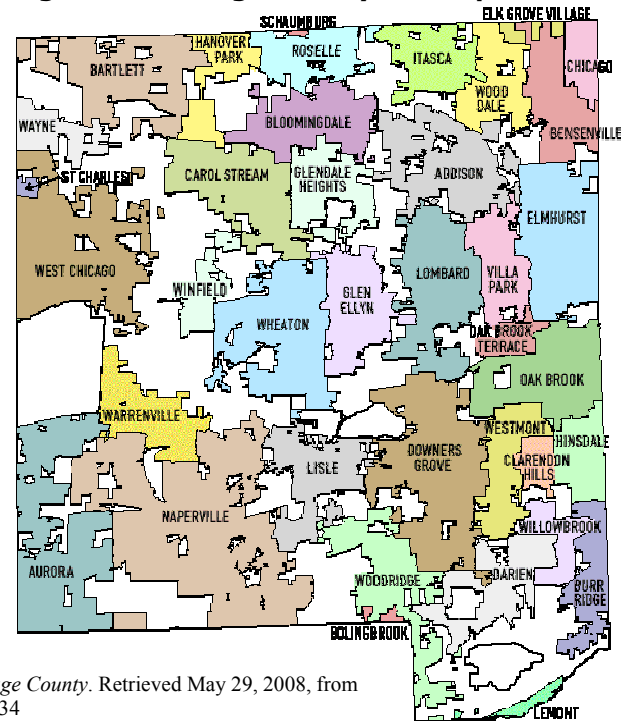 SCHAUMBURG
ELK GROVE VILLAGE
HANOVER
PARK
ROSELLE
ITASCA
BARTLETT
CHICAGO
WOOD
DALE
WAYNE
BLOOMINGDALE
BENSENVILLE
ST CHARLES
CAROL STREAM
GLENDALE
HEIGHTS
ADDISON
ELMHURST
WEST CHICAGO
WINFIELD
GLEN
ELLYN
LOMBARD
VILLA
PARK
WHEATON
OAK BROOK
TERRACE
OAK BROOK
WARRENVILLE
WESTMONT
HINSDALE
DOWNERS
GROVE
CLARENDON
HILLS
LISLE
NAPERVILLE
WILLOWBROOK
AURORA
WOODRIDGE
DARIEN
BURR
RIDGE
BOLINGBROOK
ge County. Retrieved May 29, 2008, from
34
LEMONT